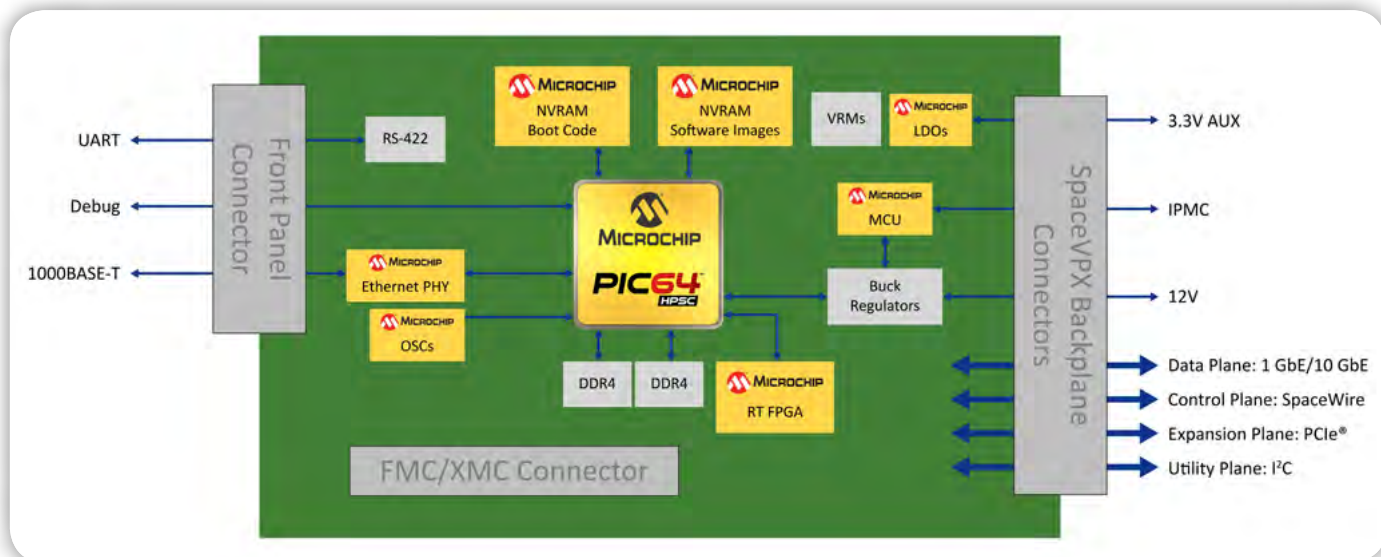 MICROCHIP
NVRAM
Boot Code
MICROCHIP
NVRAM
Software Images
VRMs
MICROCHIP
LDOs
3.3V AUX
UART
RS-422
Front Panel
Connector
SpaceVPX Backplane
Connectors
Debug
MICROCHIP
PIC64™
HPSC
MICROCHIP
MCU
IPMC
1000BASE-T
MICROCHIP
Ethernet PHY
Buck
Regulators
12V
MICROCHIP
OSCs
DDR4
DDR4
MICROCHIP
RT FPGA
Data Plane: 1 GbE/10 GbE
Control Plane: SpaceWire
Expansion Plane: PCIe®
Utility Plane: I²C
FMC/XMC Connector